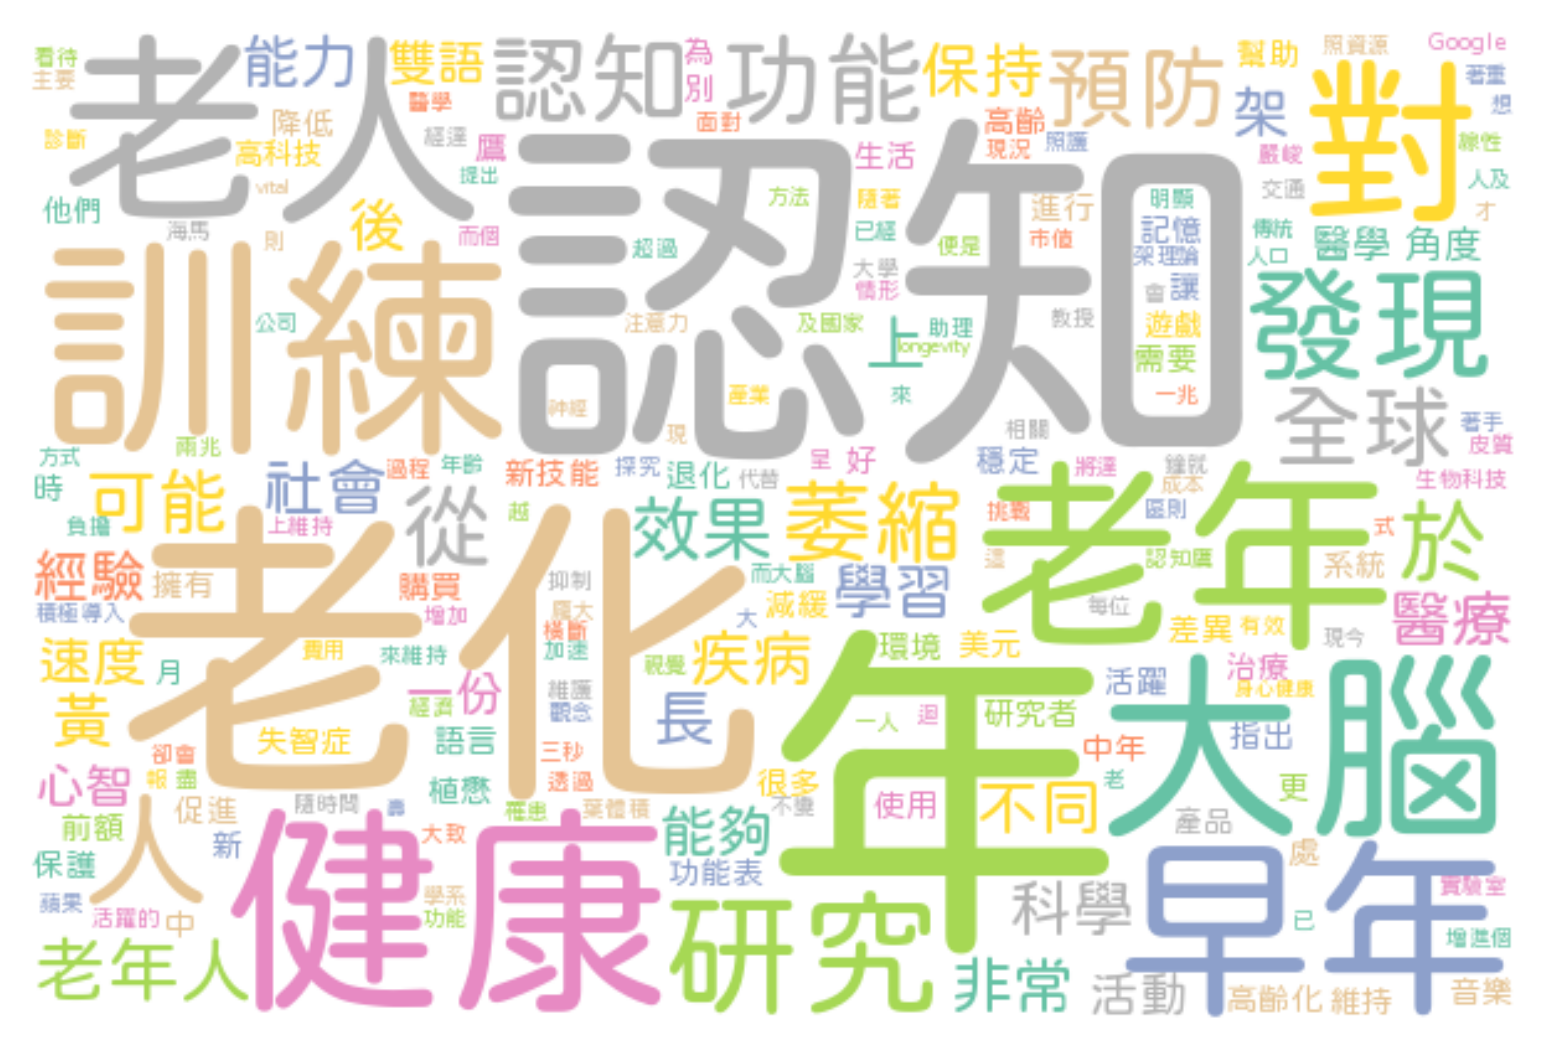 看待
主要
能力
雙語
認知功能
為
別
保持
預防
幫助
照資源
Google
著重
想
老人
醫學
面對
高齡
現況
照護
架
對
線性
診斷
降低
高科技
經達
鷹
提出
生活
嚴峻
交通
人及
才
他們
vital
海馬
則
後
而個
認知
方法
隨著
已經
進行
市值
明顯
記憶
架理論
傳統
人口
醫學
角度
超過
大學
情形
便是
會
讓
訓練
公司
注意力
及國家
上
助理
longevity
教授
遊戲
需要
發現
神經
產業
來
一兆
全球
著手
皮質
兩兆
現
相關
方式
時
可能
社會
過程
年齡
新技能
探究
退化
代替
呈
好
穩定
將達
鐘就
成本
生物科技
負擔
上維持
從
越
效果
萎縮
挑戰
區別
式
於
老年
經驗
擁有
購買
抑制
而大腦
學習
這
認知鷹
系統
積極導入
增加
龐大
橫斷
大
減緩
每位
差異
有效
現今
醫療
速度
月
老化
費用
來維持
加速
視覺
疾病
環境
美元
治療
身心健康
黃
一份
經濟
維護
觀念
長
一人
迴
研究者
活躍
中年
指出
大腦
卻會
報
盡
失智症
語言
三秒
透過
很多
年
老
更
心智
植懋
前額
人
促進
隨時間
壽
罹患
葉體積
不變
使用
不同
產品
保護
新
大致
能夠
功能表
處
蘋果
活躍的
中
健康
學系
功能
研究
科學
早年
實驗室
已
增進個
老年人
非常
活動
高齡化
維持
音樂